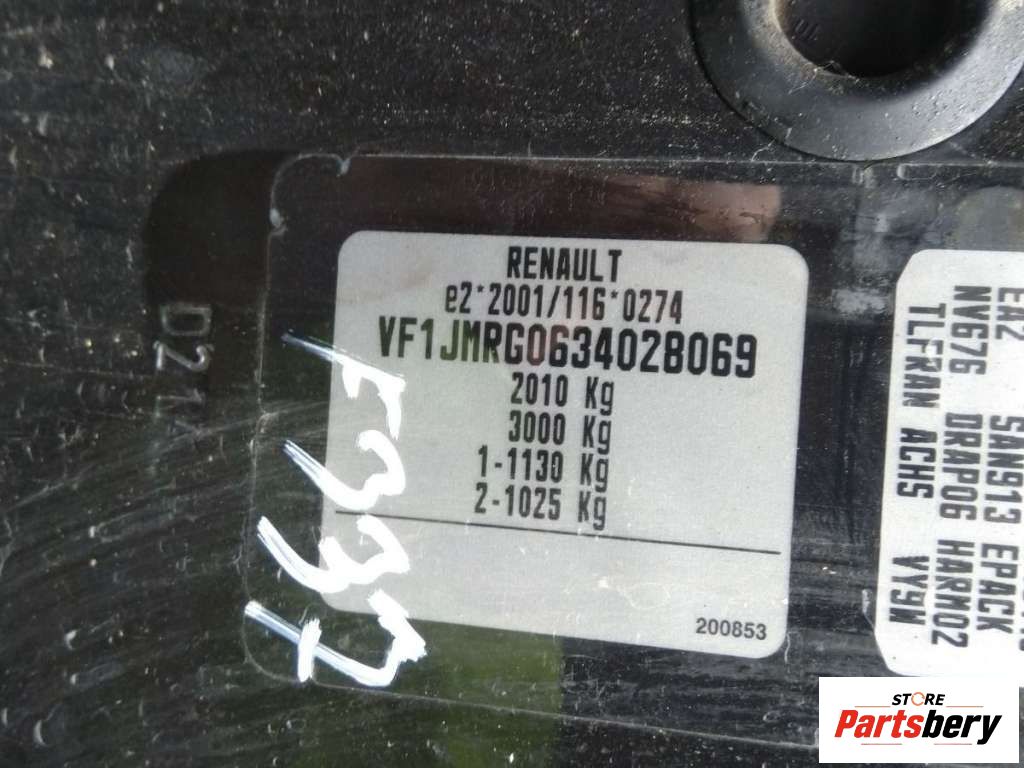 RENAULT
e2*2001/116*0274
VF1JMRG0634028069
2010 Kg
3000 Kg
1-1130 Kg
2-1025 Kg
200853
EA2 SAN913 EPACK
NV676 DRAP06 HARM02
TLFRAN ACHS VY9W
STORE
Partsbery